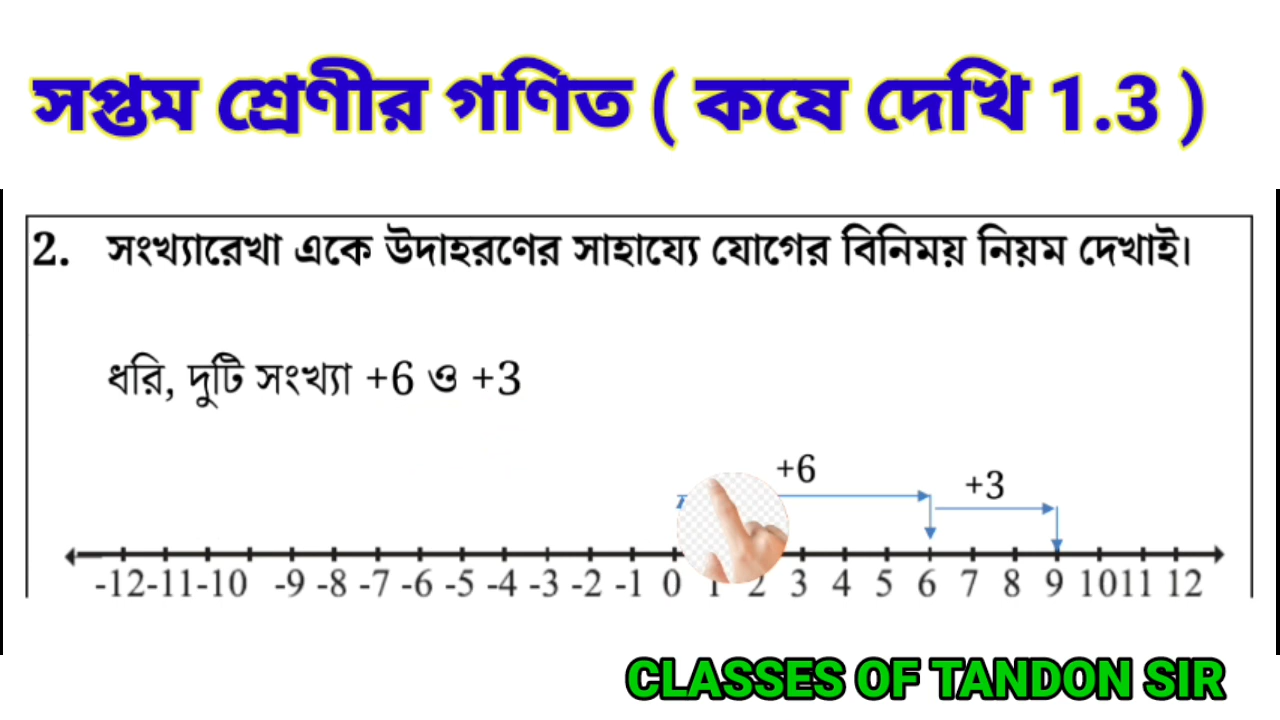 সপ্তম শ্রেণীর গণিত ( কষে দেখি 1.3 )
2. সংখ্যারেখা একে উদাহরণের সাহায্যে যোগের বিনিময় নিয়ম দেখাই।
ধরি, দুটি সংখ্যা +6 ও +3
+6 +3
-12 -11 -10 -9 -8 -7 -6 -5 -4 -3 -2 -1 0 1 2 3 4 5 6 7 8 9 10 11 12
CLASSES OF TANDON SIR